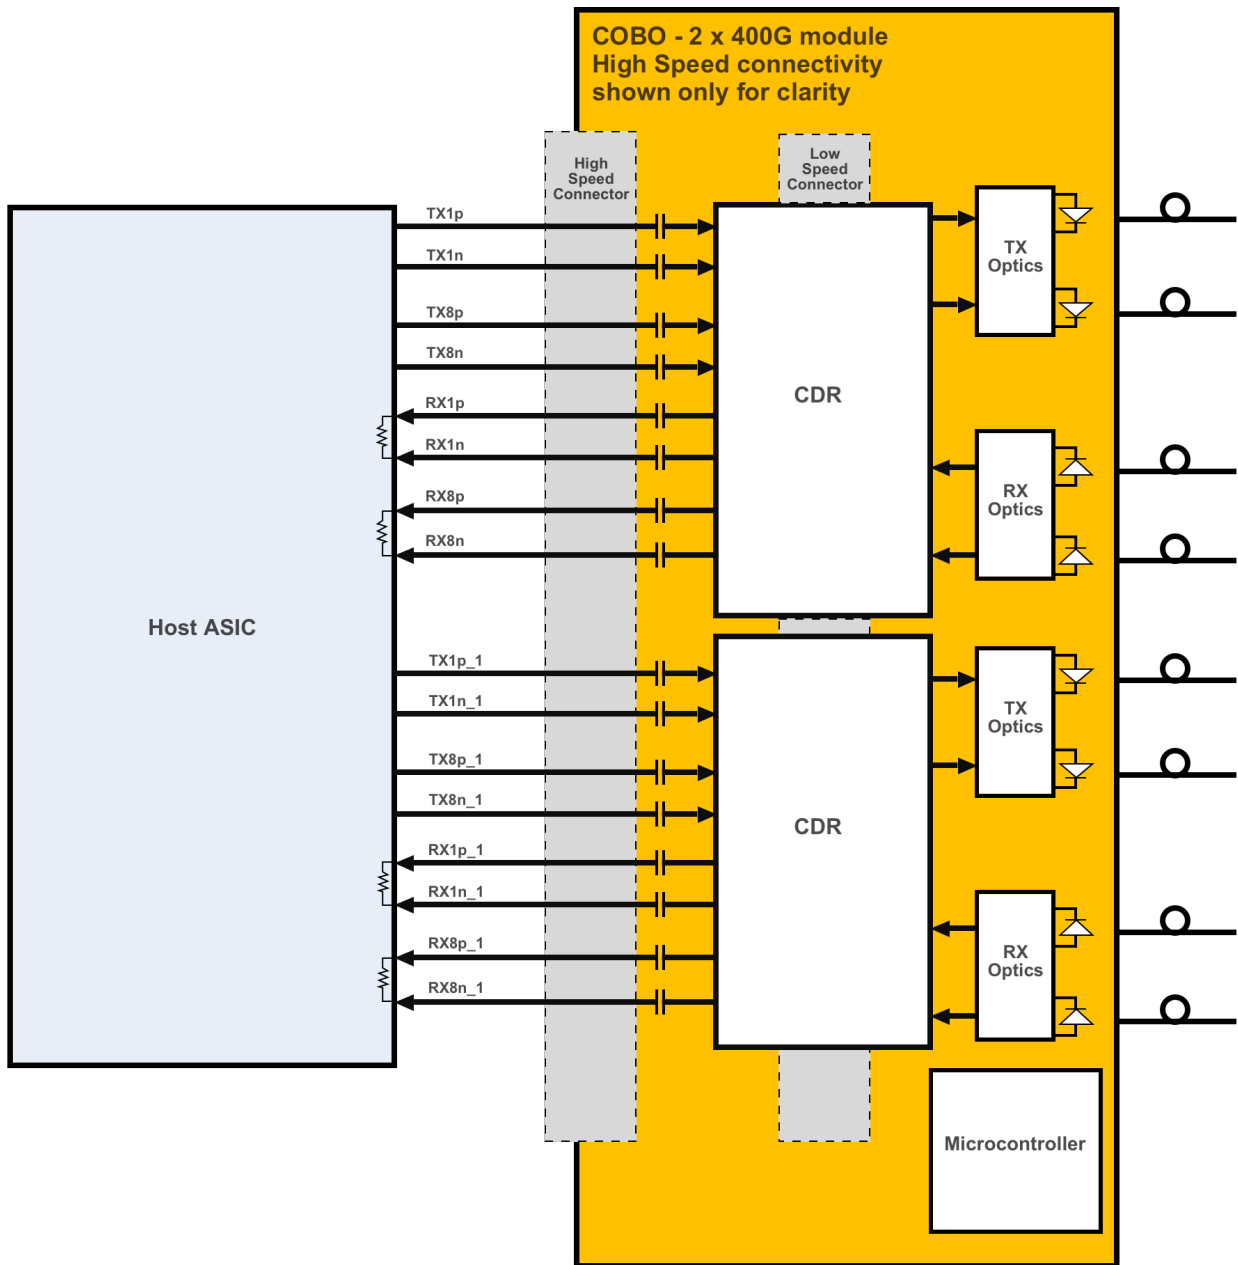 COBO - 2 x 400G module
High Speed connectivity
shown only for clarity
High
Speed
Connector
Low
Speed
Connector
TX1p
TX1n
TX8p
TX8n
RX1p
RX1n
RX8p
RX8n
CDR
TX
Optics
RX
Optics
Host ASIC
TX1p_1
TX1n_1
TX8p_1
TX8n_1
RX1p_1
RX1n_1
RX8p_1
RX8n_1
CDR
TX
Optics
RX
Optics
Microcontroller